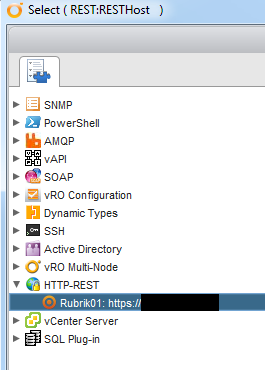 Select ( REST:RESTHost )
SNMP
PowerShell
AMQP
vAPI
SOAP
vRO Configuration
Dynamic Types
SSH
Active Directory
vRO Multi-Node
HTTP-REST
Rubrik01: https://
vCenter Server
SQL Plug-in